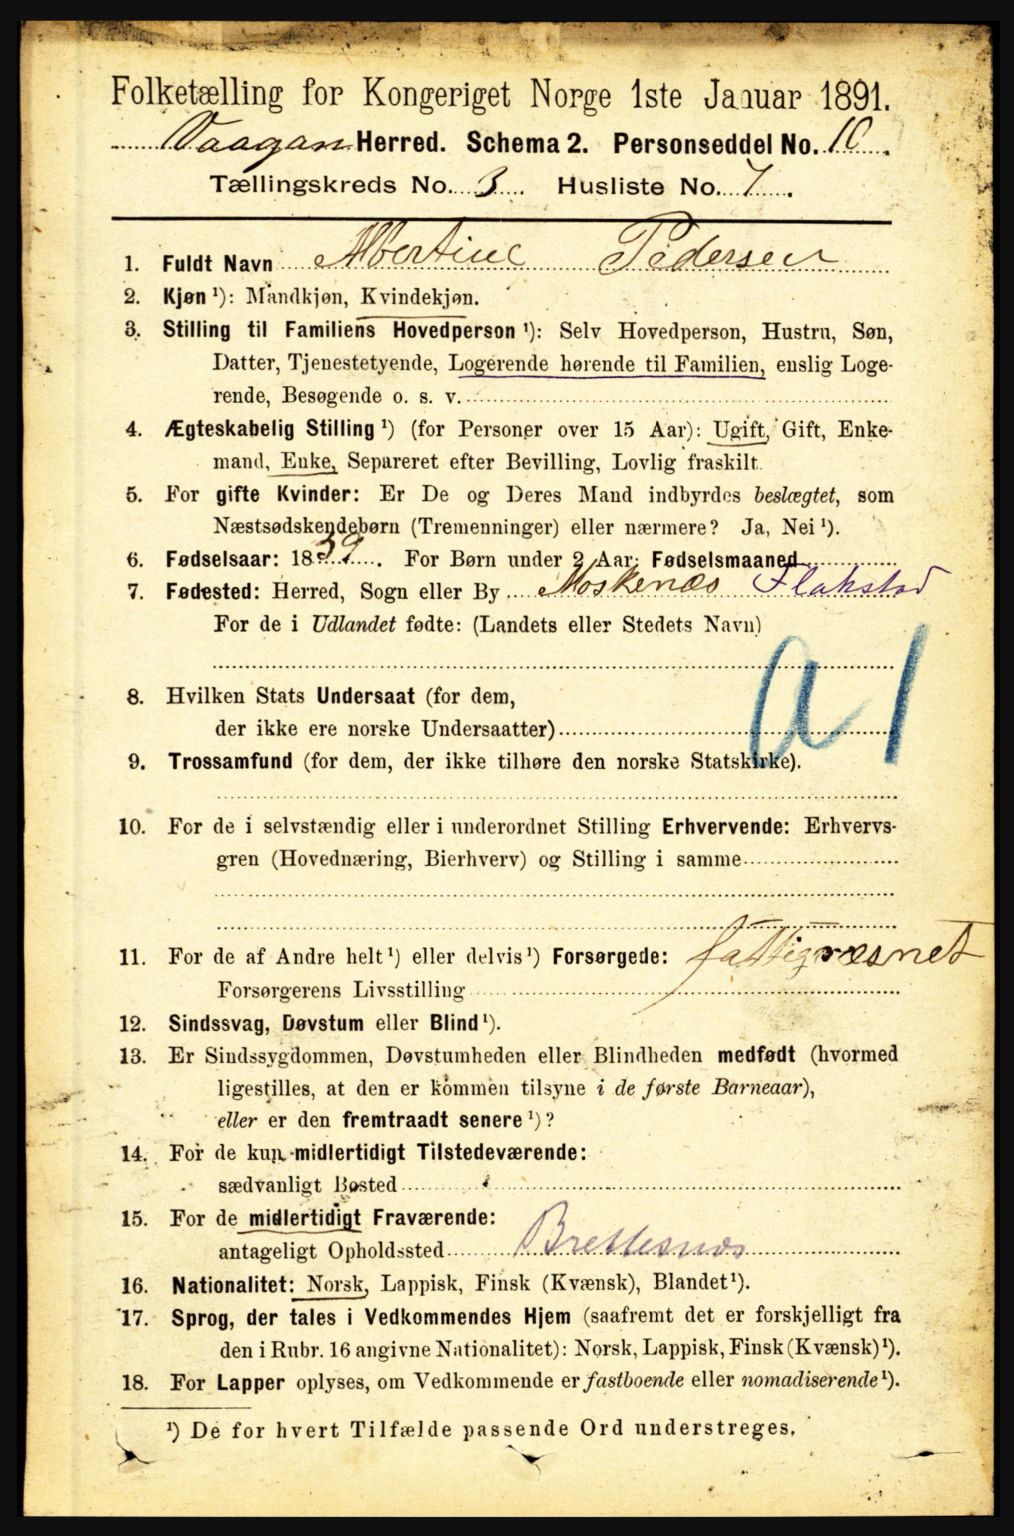 Folketælling for Kongeriget Norge 1ste Januar 1891.
Vaagan Herred. Schema 2. Personseddel No. 10.
Tællingskreds No. 3. Husliste No. 7.
1. Fuldt Navn Albertine Pedersen
2. Kjøn ¹): Mandkjøn, Kvindekjøn.
3. Stilling til Familiens Hovedperson ¹): Selv Hovedperson, Hustru, Søn,
Datter, Tjenestetyende, Logerende hørende til Familien, enslig Loge-
rende, Besøgende o. s. v.
4. Ægteskabelig Stilling ¹) (for Personer over 15 Aar): Ugift, Gift, Enke-
mand, Enke, Separeret efter Bevilling, Lovlig fraskilt.
5. For gifte Kvinder: Er De og Deres Mand indbyrdes beslægtet, som
Næstsødskendebørn (Tremenninger) eller nærmere? Ja, Nei ¹).
6. Fødselsaar: 1839. For Børn under 2 Aar: Fødselsmaaned
7. Fødested: Herred, Sogn eller By Moskenæs Flakstad
For de i Udlandet fødte: (Landets eller Stedets Navn)
a 1
8. Hvilken Stats Undersaat (for dem,
der ikke ere norske Undersaatter)
9. Trossamfund (for dem, der ikke tilhøre den norske Statskirke).
10. For de i selvstændig eller i underordnet Stilling Erhvervende: Erhvervs-
gren (Hovednæring, Bierhverv) og Stilling i samme
11. For de af Andre helt ¹) eller delvis ¹) Forsørgede: fattigvæsnet
Forsørgerens Livsstilling
12. Sindssvag, Døvstum eller Blind ¹).
13. Er Sindssygdommen, Døvstumheden eller Blindheden medfødt (hvormed
ligestilles, at den er kommen tilsyne i de første Barneaar),
eller er den fremtraadt senere ¹)?
14. For de kun midlertidigt Tilstedeværende:
sædvanligt Bosted
15. For de midlertidigt Fraværende:
antageligt Opholdssted Brettesnæs
16. Nationalitet: Norsk, Lappisk, Finsk (Kvænsk), Blandet ¹).
17. Sprog, der tales i Vedkommendes Hjem (saafremt det er forskjelligt fra
den i Rubr. 16 angivne Nationalitet): Norsk, Lappisk, Finsk (Kvænsk) ¹).
18. For Lapper oplyses, om Vedkommende er fastboende eller nomadiserende ¹).
¹) De for hvert Tilfælde passende Ord understreges.